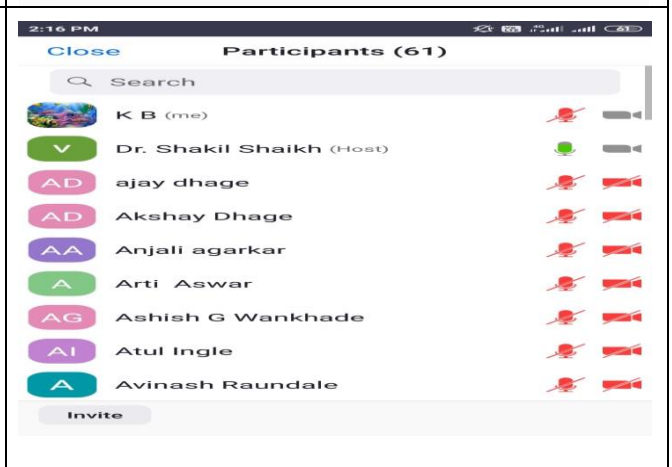 2:16 PM 61
Close Participants (61)
Search
K B (me)
V Dr. Shakil Shaikh (Host)
AD ajay dhage
AD Akshay Dhage
AA Anjali agarkar
A Arti Aswar
AG Ashish G Wankhade
AI Atul Ingle
A Avinash Raundale
Invite